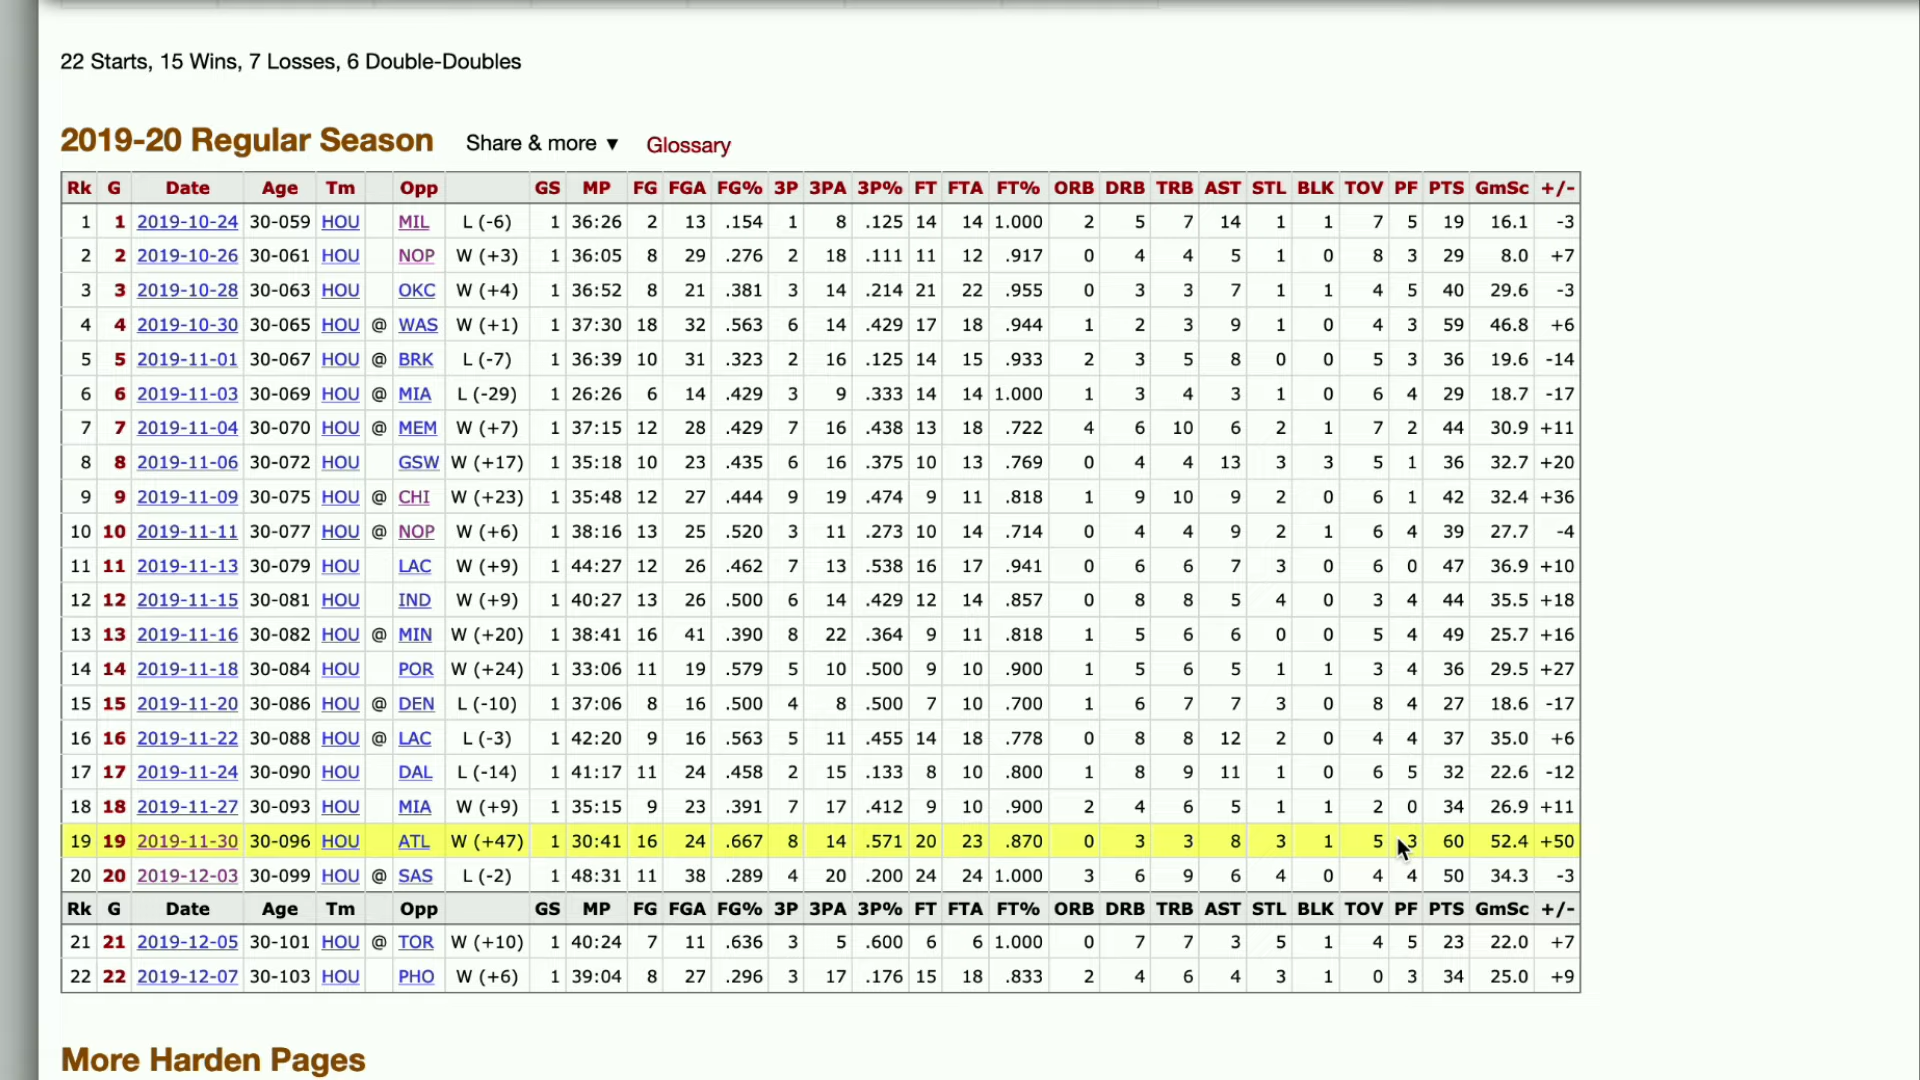 22 Starts, 15 Wins, 7 Losses, 6 Double-Doubles
2019-20 Regular Season Share & more ▼ Glossary
Rk G Date Age Tm Opp GS MP FG FGA FG% 3P 3PA 3P% FT FTA FT% ORB DRB TRB AST STL BLK TOV PF PTS GmSc +/-
1 1 2019-10-24 30-059 HOU MIL L (-6) 1 36:26 2 13 .154 1 8 .125 14 14 1.000 2 5 7 14 1 1 7 5 19 16.1 -3
2 2 2019-10-26 30-061 HOU NOP W (+3) 1 36:05 8 29 .276 2 18 .111 11 12 .917 0 4 4 5 1 0 8 3 29 8.0 +7
3 3 2019-10-28 30-063 HOU OKC W (+4) 1 36:52 8 21 .381 3 14 .214 21 22 .955 0 3 3 7 1 1 4 5 40 29.6 -3
4 4 2019-10-30 30-065 HOU @ WAS W (+1) 1 37:30 18 32 .563 6 14 .429 17 18 .944 1 2 3 9 1 0 4 3 59 46.8 +6
5 5 2019-11-01 30-067 HOU @ BRK L (-7) 1 36:39 10 31 .323 2 16 .125 14 15 .933 2 3 5 8 0 0 5 3 36 19.6 -14
6 6 2019-11-03 30-069 HOU @ MIA L (-29) 1 26:26 6 14 .429 3 9 .333 14 14 1.000 1 3 4 3 1 0 6 4 29 18.7 -17
7 7 2019-11-04 30-070 HOU @ MEM W (+7) 1 37:15 12 28 .429 7 16 .438 13 18 .722 4 6 10 6 2 1 7 2 44 30.9 +11
8 8 2019-11-06 30-072 HOU GSW W (+17) 1 35:18 10 23 .435 6 16 .375 10 13 .769 0 4 4 13 3 3 5 1 36 32.7 +20
9 9 2019-11-09 30-075 HOU @ CHI W (+23) 1 35:48 12 27 .444 9 19 .474 9 11 .818 1 9 10 9 2 0 6 1 42 32.4 +36
10 10 2019-11-11 30-077 HOU @ NOP W (+6) 1 38:16 13 25 .520 3 11 .273 10 14 .714 0 4 4 9 2 1 6 4 39 27.7 -4
11 11 2019-11-13 30-079 HOU LAC W (+9) 1 44:27 12 26 .462 7 13 .538 16 17 .941 0 6 6 7 3 0 6 0 47 36.9 +10
12 12 2019-11-15 30-081 HOU IND W (+9) 1 40:27 13 26 .500 6 14 .429 12 14 .857 0 8 8 5 4 0 3 4 44 35.5 +18
13 13 2019-11-16 30-082 HOU @ MIN W (+20) 1 38:41 16 41 .390 8 22 .364 9 11 .818 1 5 6 6 0 0 5 4 49 25.7 +16
14 14 2019-11-18 30-084 HOU POR W (+24) 1 33:06 11 19 .579 5 10 .500 9 10 .900 1 5 6 5 1 1 3 4 36 29.5 +27
15 15 2019-11-20 30-086 HOU @ DEN L (-10) 1 37:06 8 16 .500 4 8 .500 7 10 .700 1 6 7 7 3 0 8 4 27 18.6 -17
16 16 2019-11-22 30-088 HOU @ LAC L (-3) 1 42:20 9 16 .563 5 11 .455 14 18 .778 0 8 8 12 2 0 4 4 37 35.0 +6
17 17 2019-11-24 30-090 HOU DAL L (-14) 1 41:17 11 24 .458 2 15 .133 8 10 .800 1 8 9 11 1 0 6 5 32 22.6 -12
18 18 2019-11-27 30-093 HOU MIA W (+9) 1 35:15 9 23 .391 7 17 .412 9 10 .900 2 4 6 5 1 1 2 0 34 26.9 +11
19 19 2019-11-30 30-096 HOU ATL W (+47) 1 30:41 16 24 .667 8 14 .571 20 23 .870 0 3 3 8 3 1 5 3 60 52.4 +50
20 20 2019-12-03 30-099 HOU @ SAS L (-2) 1 48:31 11 38 .289 4 20 .200 24 24 1.000 3 6 9 6 4 0 4 4 50 34.3 -3
Rk G Date Age Tm Opp GS MP FG FGA FG% 3P 3PA 3P% FT FTA FT% ORB DRB TRB AST STL BLK TOV PF PTS GmSc +/-
21 21 2019-12-05 30-101 HOU @ TOR W (+10) 1 40:24 7 11 .636 3 5 .600 6 6 1.000 0 7 7 3 5 1 4 5 23 22.0 +7
22 22 2019-12-07 30-103 HOU PHO W (+6) 1 39:04 8 27 .296 3 17 .176 15 18 .833 2 4 6 4 3 1 0 3 34 25.0 +9
More Harden Pages